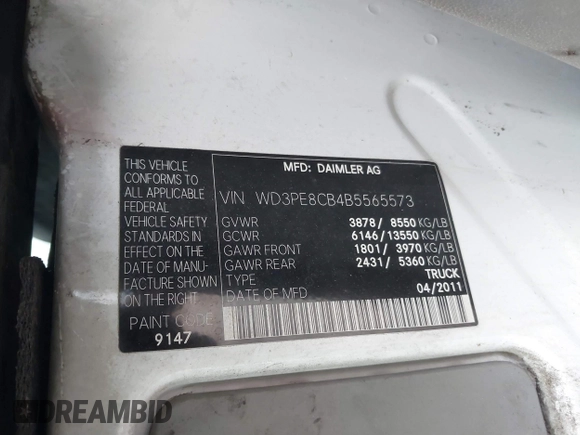 THIS VEHICLE
CONFORMS TO
ALL APPLICABLE
FEDERAL
VEHICLE SAFETY
STANDARDS IN
EFFECT ON THE
DATE OF MANU-
FACTURE SHOWN
ON THE RIGHT
PAINT CODE
9147
MFD: DAIMLER AG
VIN WD3PE8CB4B5565573
GVWR 3878/ 8550 KG/LB
GCWR 6146/13550 KG/LB
GAWR FRONT 1801/ 3970 KG/LB
GAWR REAR 2431/ 5360 KG/LB
TYPE TRUCK
DATE OF MFD 04/2011
DREAMBID